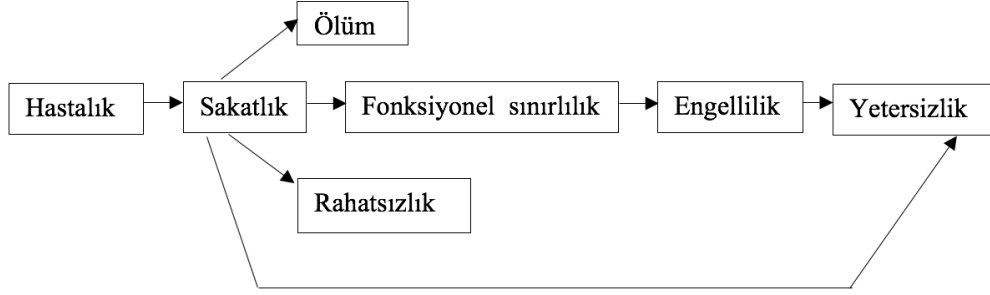 Ölüm
Hastalık
Sakatlık
Fonksiyonel sınırlılık
Engellilik
Yetersizlik
Rahatsızlık